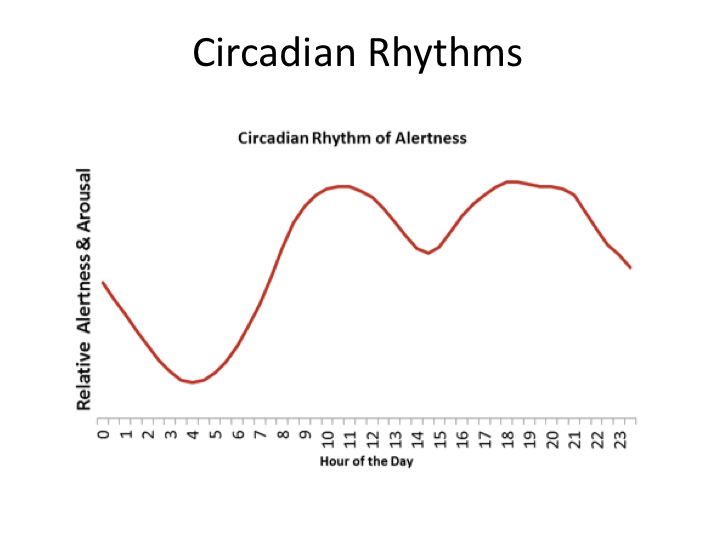 Circadian Rhythms
Circadian Rhythm of Alertness
Relative Alertness & Arousal
0 1 2 3 4 5 6 7 8 9 10 11 12 13 14 15 16 17 18 19 20 21 22 23
Hour of the Day